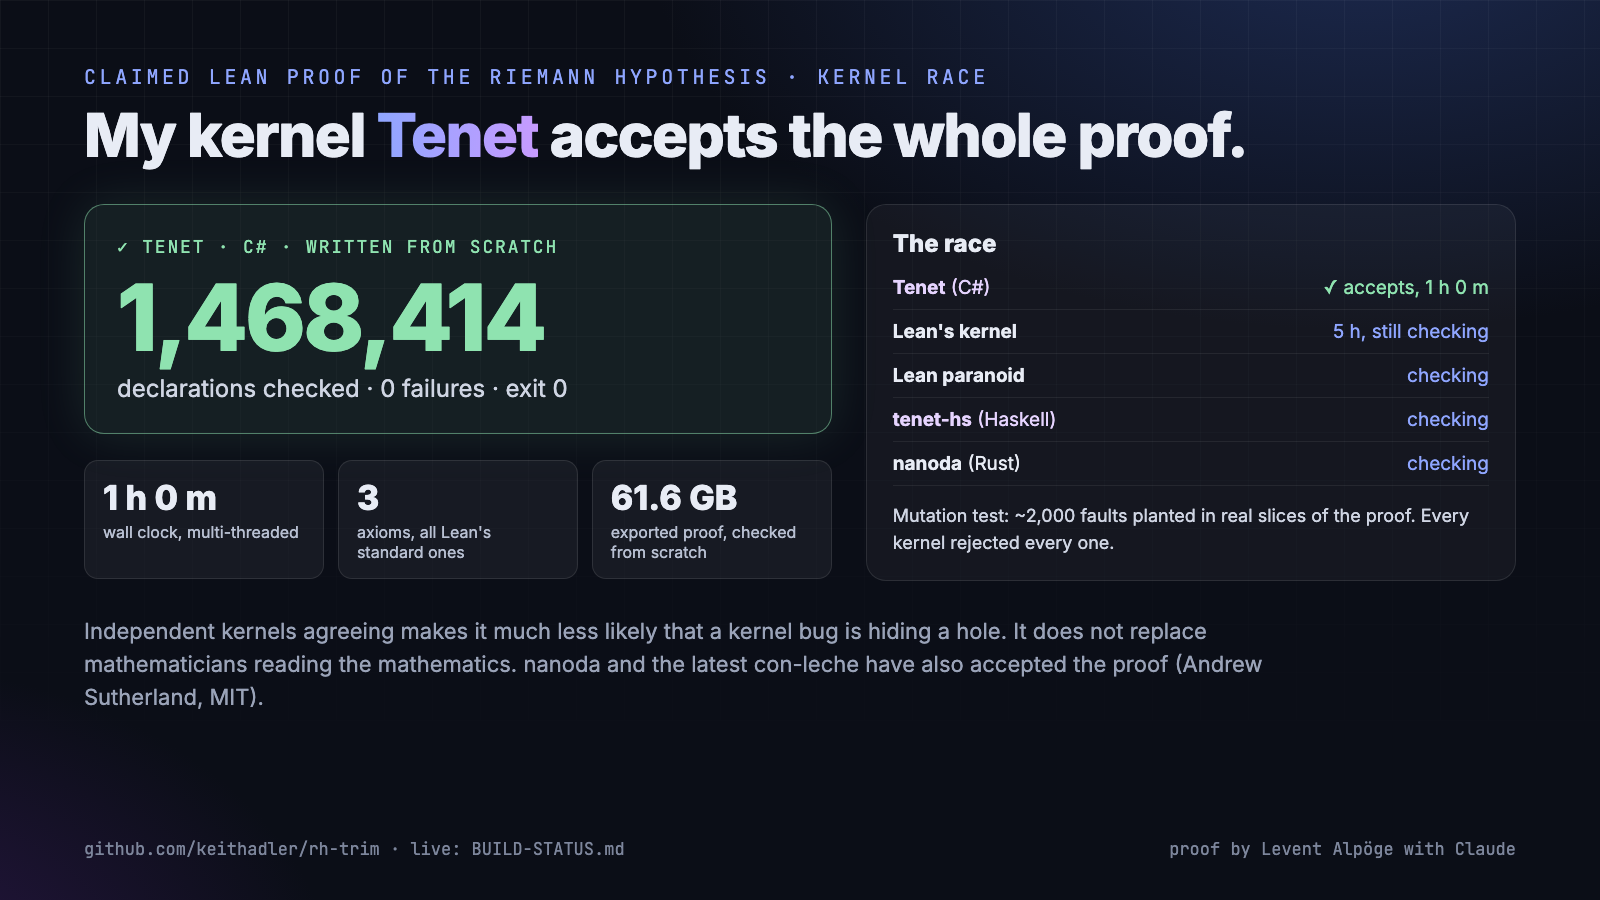 CLAIMED LEAN PROOF OF THE RIEMANN HYPOTHESIS · KERNEL RACE
My kernel Tenet accepts the whole proof.
✓ TENET · C# · WRITTEN FROM SCRATCH
1,468,414
declarations checked · 0 failures · exit 0
1 h 0 m
wall clock, multi-threaded
3
axioms, all Lean's
standard ones
61.6 GB
exported proof, checked
from scratch
The race
Tenet (C#) ✓ accepts, 1 h 0 m
Lean's kernel 5 h, still checking
Lean paranoid checking
tenet-hs (Haskell) checking
nanoda (Rust) checking
Mutation test: ~2,000 faults planted in real slices of the proof. Every
kernel rejected every one.
Independent kernels agreeing makes it much less likely that a kernel bug is hiding a hole. It does not replace
mathematicians reading the mathematics. nanoda and the latest con-leche have also accepted the proof (Andrew
Sutherland, MIT).
github.com/keithadler/rh-trim · live: BUILD-STATUS.md
proof by Levent Alpöge with Claude